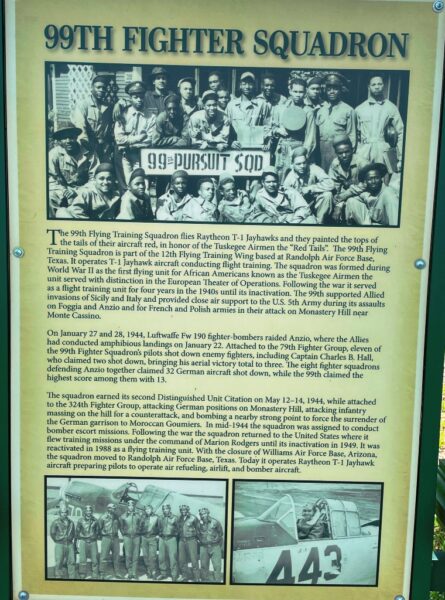 99TH FIGHTER SQUADRON
99TH PURSUIT SQD
The 99th Flying Training Squadron flies Raytheon T-1 Jayhawks and they painted the tops of
the tails of their aircraft red, in honor of the Tuskegee Airmen the "Red Tails". The 99th Flying
Training Squadron is part of the 12th Flying Training Wing based at Randolph Air Force Base,
Texas. It operates T-1 Jayhawk aircraft conducting flight training. The squadron was formed during
World War II as the first flying unit for African Americans known as the Tuskegee Airmen the
unit served with distinction in the European Theater of Operations. Following the war it served
as a flight training unit for four years in the 1940s until its inactivation. The 99th supported Allied
invasions of Sicily and Italy and provided close air support to the U.S. 5th Army during its assaults
on Foggia and Anzio and for French and Polish armies in their attack on Monastery Hill near
Monte Cassino.
On January 27 and 28, 1944, Luftwaffe Fw 190 fighter-bombers raided Anzio, where the Allies
had conducted amphibious landings on January 22. Attached to the 79th Fighter Group, eleven of
the 99th Fighter Squadron's pilots shot down enemy fighters, including Captain Charles B. Hall,
who claimed two shot down, bringing his aerial victory total to three. The eight fighter squadrons
defending Anzio together claimed 32 German aircraft shot down, while the 99th claimed the
highest score among them with 13.
The squadron earned its second Distinguished Unit Citation on May 12–14, 1944, while attached
to the 324th Fighter Group, attacking German positions on Monastery Hill, attacking infantry
massing on the hill for a counterattack, and bombing a nearby strong point to force the surrender of
the German garrison to Moroccan Goumiers. In mid-1944 the squadron was assigned to conduct
bomber escort missions. Following the war the squadron returned to the United States where it
flew training missions under the command of Marion Rodgers until its inactivation in 1949. It was
reactivated in 1988 as a flying training unit. With the closure of Williams Air Force Base, Arizona,
the squadron moved to Randolph Air Force Base, Texas. Today it operates Raytheon T-1 Jayhawk
aircraft preparing pilots to operate air refueling, airlift, and bomber aircraft.
443